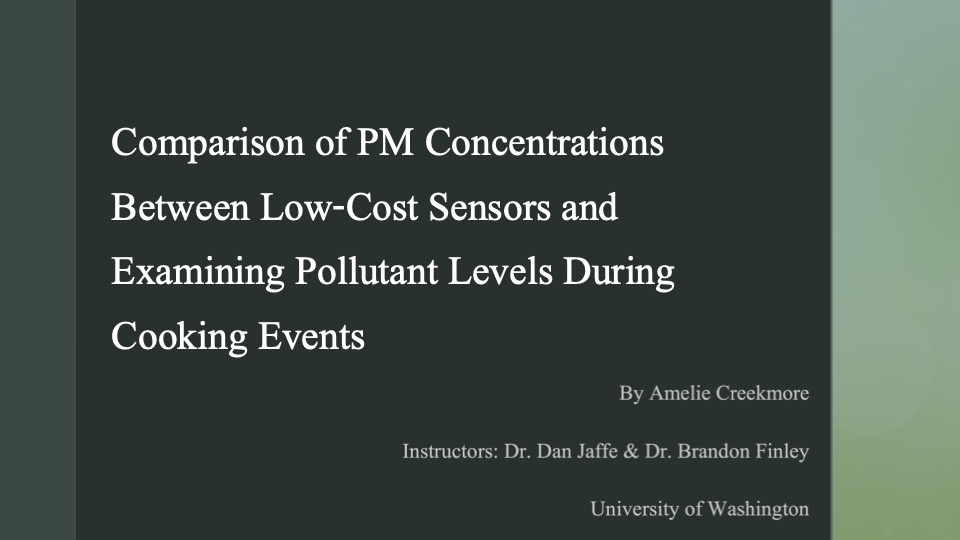 Comparison of PM Concentrations
Between Low-Cost Sensors and
Examining Pollutant Levels During
Cooking Events
By Amelie Creekmore
Instructors: Dr. Dan Jaffe & Dr. Brandon Finley
University of Washington